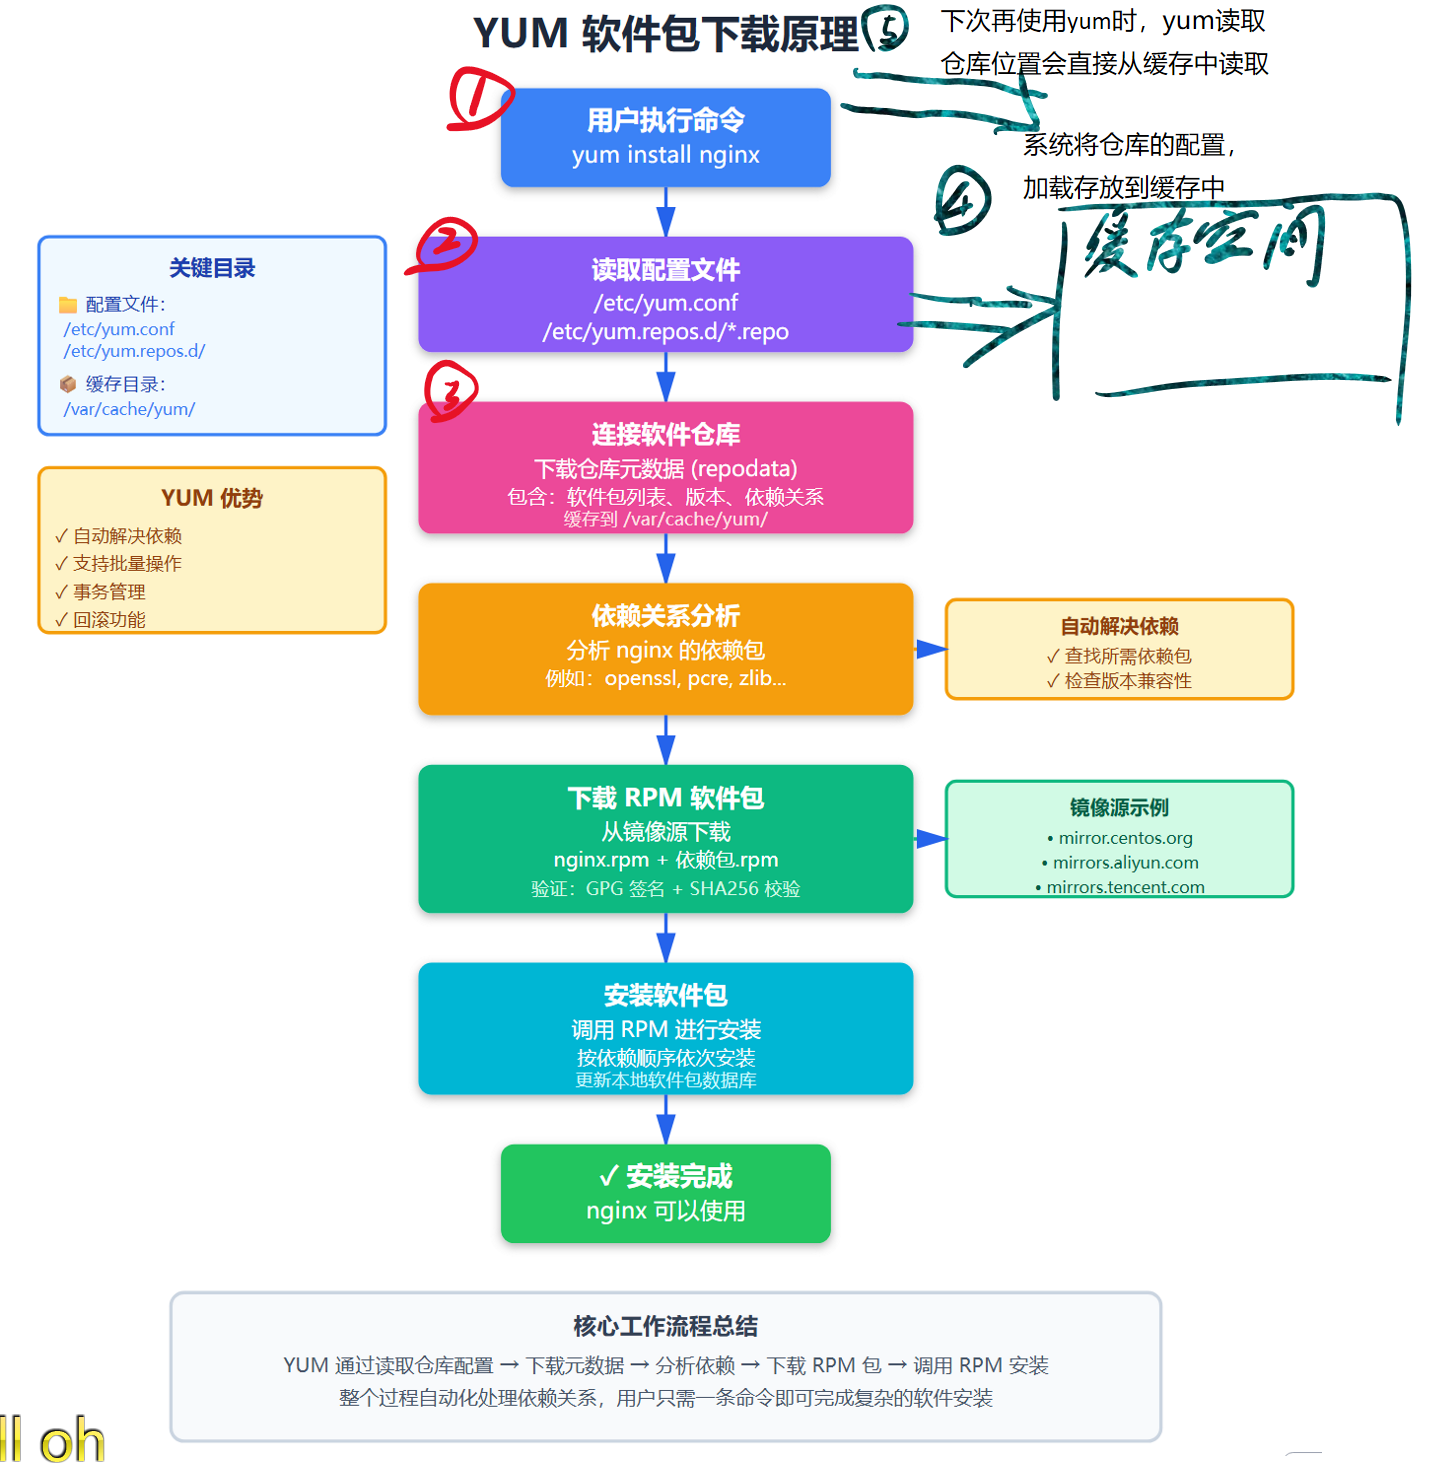 YUM 软件包下载原理
5
下次再使用yum时，yum读取
仓库位置会直接从缓存中读取
1
用户执行命令
yum install nginx
系统将仓库的配置，
加载存放到缓存中
4
缓存空间
2
读取配置文件
/etc/yum.conf
/etc/yum.repos.d/*.repo
关键目录
📁 配置文件：
/etc/yum.conf
/etc/yum.repos.d/
📦 缓存目录：
/var/cache/yum/
3
连接软件仓库
下载仓库元数据 (repodata)
包含：软件包列表、版本、依赖关系
缓存到 /var/cache/yum/
YUM 优势
✓ 自动解决依赖
✓ 支持批量操作
✓ 事务管理
✓ 回滚功能
依赖关系分析
分析 nginx 的依赖包
例如：openssl, pcre, zlib...
自动解决依赖
✓ 查找所需依赖包
✓ 检查版本兼容性
下载 RPM 软件包
从镜像源下载
nginx.rpm + 依赖包.rpm
验证：GPG 签名 + SHA256 校验
镜像源示例
• mirror.centos.org
• mirrors.aliyun.com
• mirrors.tencent.com
安装软件包
调用 RPM 进行安装
按依赖顺序依次安装
更新本地软件包数据库
✓ 安装完成
nginx 可以使用
核心工作流程总结
YUM 通过读取仓库配置 → 下载元数据 → 分析依赖 → 下载 RPM 包 → 调用 RPM 安装
整个过程自动化处理依赖关系，用户只需一条命令即可完成复杂的软件安装
ll oh